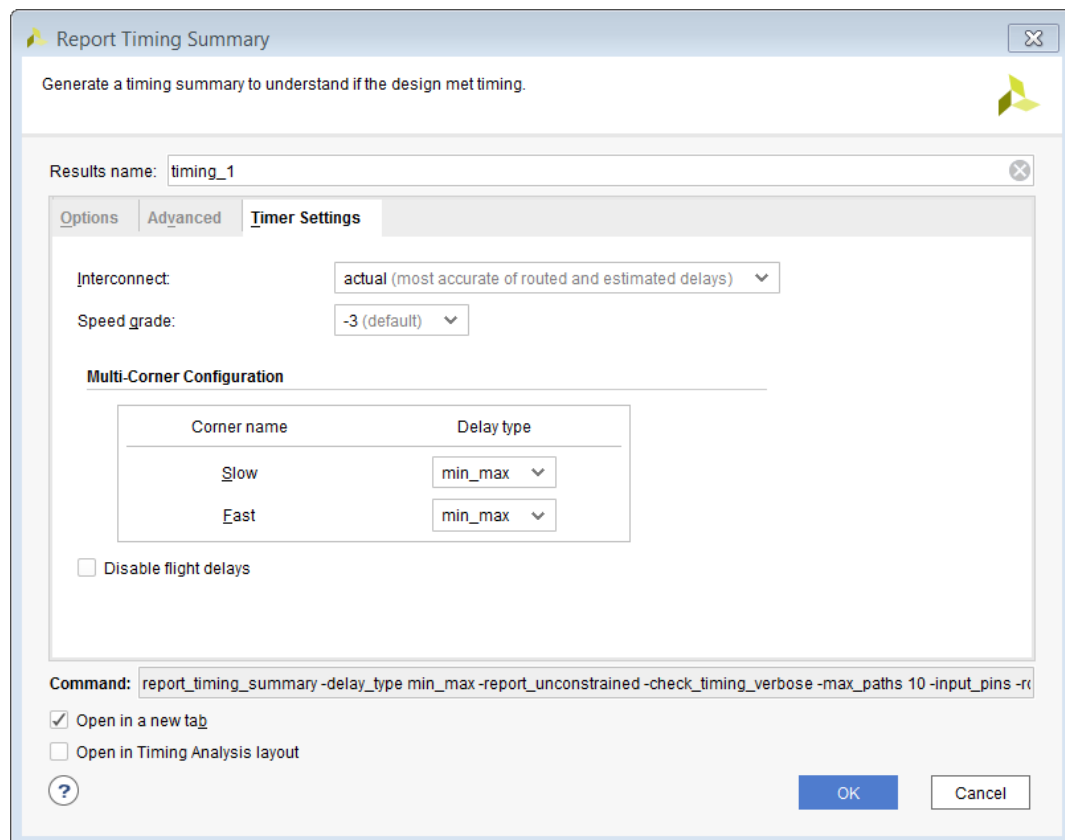 Report Timing Summary
Generate a timing summary to understand if the design met timing.
Results name: timing_1
Options Advanced Timer Settings
Interconnect: actual (most accurate of routed and estimated delays)
Speed grade: -3 (default)
Multi-Corner Configuration
Corner name Delay type
Slow min_max
Fast min_max
Disable flight delays
Command: report_timing_summary -delay_type min_max -report_unconstrained -check_timing_verbose -max_paths 10 -input_pins
Open in a new tab
Open in Timing Analysis layout
? OK Cancel